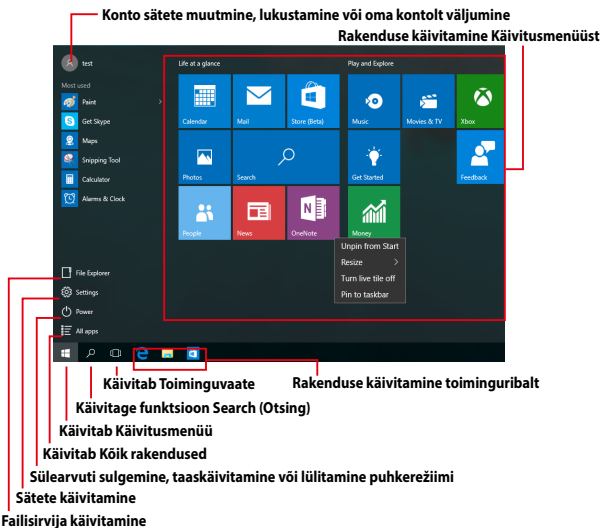 Konto sätete muutmine, lukustamine või oma kontolt väljumine
Rakenduse käivitamine Käivitusmenüüst
test
Life at a glance
Play and Explore
Most used
Paint
Get Skype
Maps
Snipping Tool
Calculator
Alarms & Clock
Calendar
Mail
Store (Beta)
Music
Movies & TV
Xbox
Photos
Search
Get Started
Feedback
People
News
OneNote
Money
Unpin from Start
Resize
Turn live tile off
Pin to taskbar
File Explorer
Settings
Power
All apps
Käivitab Toiminguvaate
Rakenduse käivitamine toiminguribalt
Käivitage funktsioon Search (Otsing)
Käivitab Käivitusmenüü
Käivitab Kõik rakendused
Sülearvuti sulgemine, taaskäivitamine või lülitamine puhkerežiimi
Sätete käivitamine
Failisirvija käivitamine